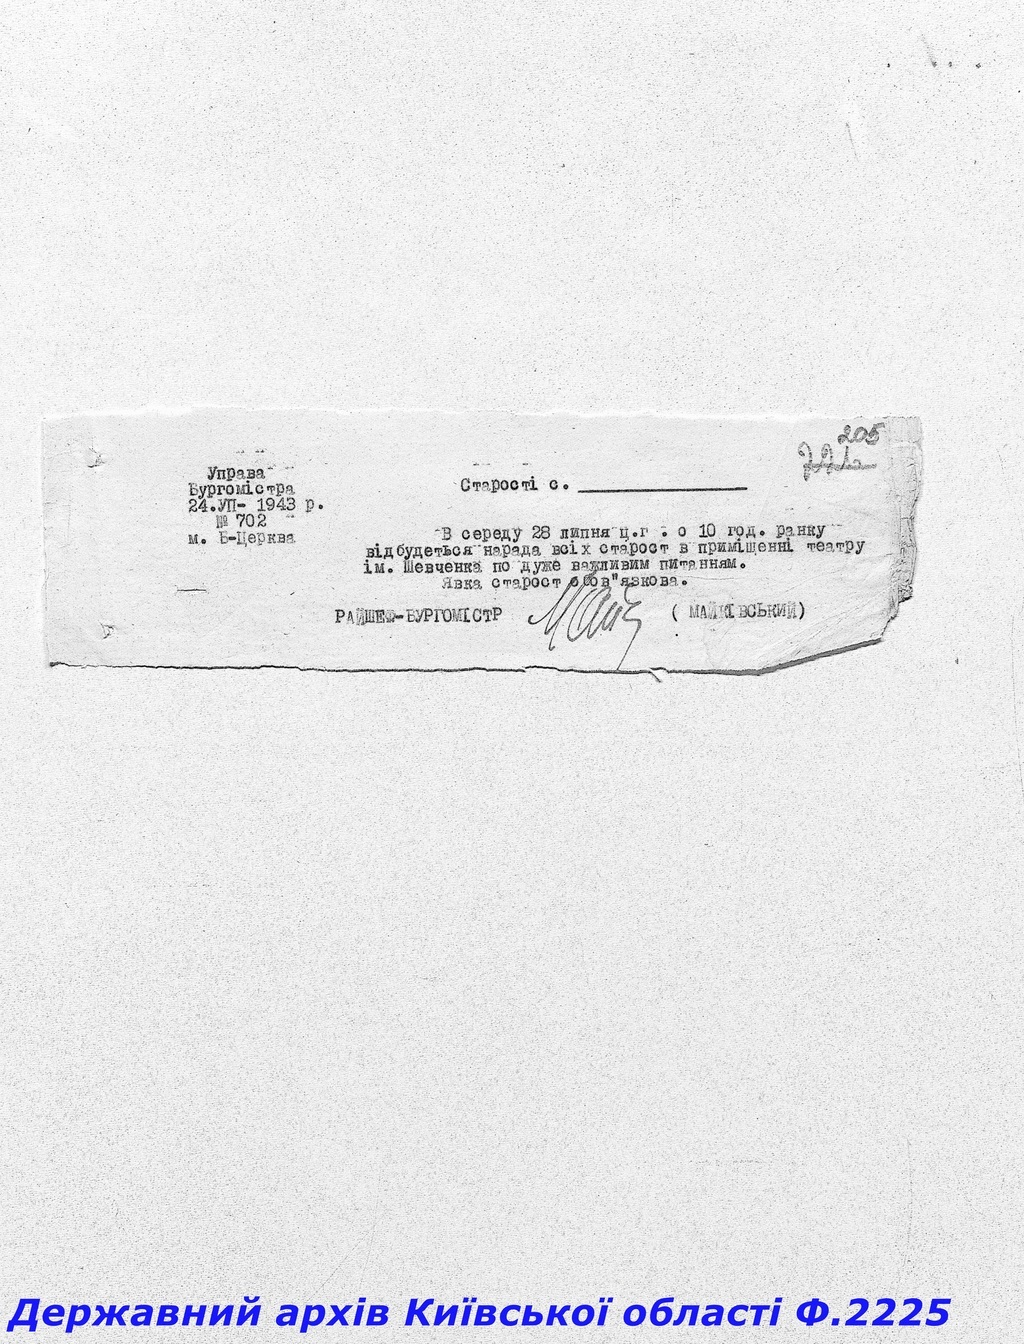 205
Управа
Бургомістра
24.УП- 1943 р.
№ 702
м. Б-Церква
Старості с. ____________
В середу 28 липня ц.г . о 10 год. ранку
відбудеться нарада всіх старост в приміщенні театру
ім. Шевченка по дуже важливим питанням.
Явка старост обов"язкова.
РАЙШЕФ-БУРГОМІСТР ( МАЙКІВСЬКИЙ)
Державний архів Київської області Ф.2225